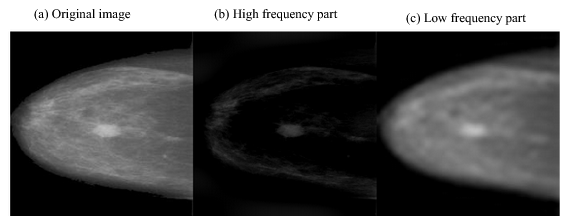 (a) Original image
(b) High frequency part
(c) Low frequency part